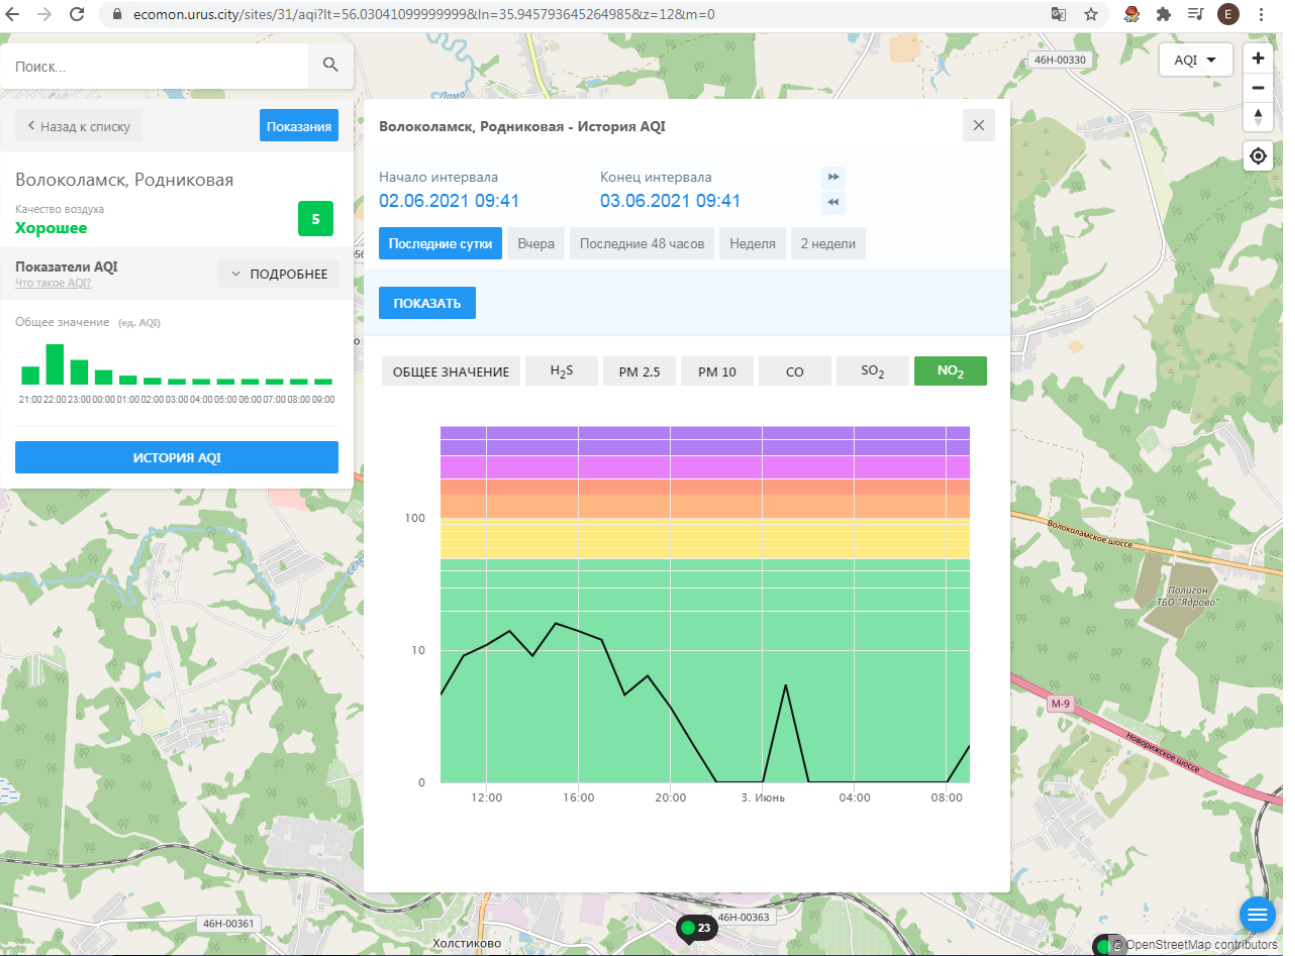 ecomon.urus.city/sites/31/aqi?lt=56.03041099999999&ln=35.945793645264985&z=12&m=0
E
Поиск...
46Н-00330
AQI
Назад к списку
Показания
Волоколамск, Родниковая
Качество воздуха
Хорошее
5
Показатели AQI
Что такое AQI?
ПОДРОБНЕЕ
Общее значение (ед. AQI)
21:00 22:00 23:00 00:00 01:00 02:00 03:00 04:00 05:00 06:00 07:00 08:00 09:00
ИСТОРИЯ AQI
Волоколамск, Родниковая - История AQI
Начало интервала
Конец интервала
02.06.2021 09:41
03.06.2021 09:41
Последние сутки
Вчера
Последние 48 часов
Неделя
2 недели
ПОКАЗАТЬ
ОБЩЕЕ ЗНАЧЕНИЕ
H2S
PM 2.5
PM 10
CO
SO2
NO2
100
10
0
12:00
16:00
20:00
3. Июнь
04:00
08:00
Волоколамское шоссе
Полигон
ТБО "Ядрово"
М-9
Новорижское шоссе
46Н-00361
46Н-00363
23
Холстиково
© OpenStreetMap contributors